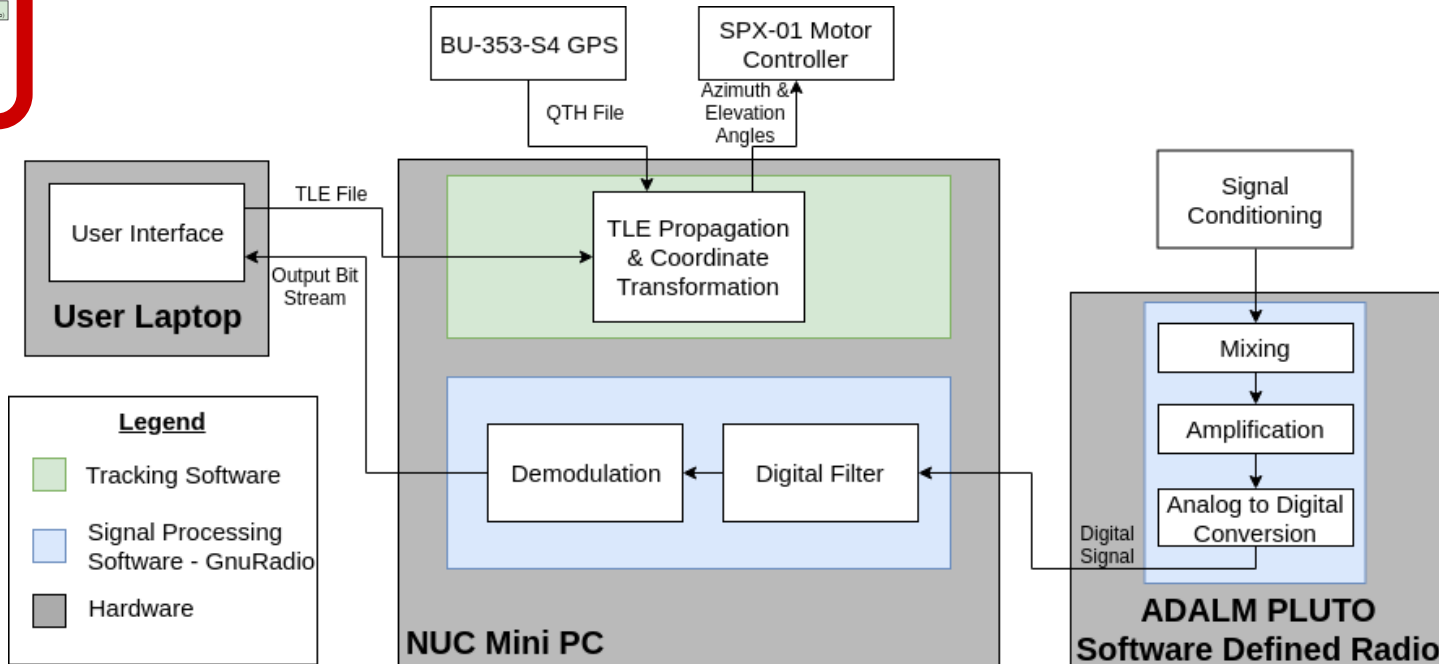 BU-353-S4 GPS
SPX-01 Motor
Controller
QTH File
Azimuth &
Elevation
Angles
User Interface
User Laptop
TLE File
Output Bit
Stream
TLE Propagation
& Coordinate
Transformation
Signal
Conditioning
Mixing
Amplification
Analog to Digital
Conversion
Digital
Signal
ADALM PLUTO
Software Defined Radio
Demodulation
Digital Filter
NUC Mini PC
Legend
Tracking Software
Signal Processing
Software - GnuRadio
Hardware